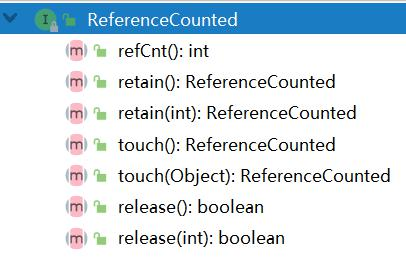 I ReferenceCounted
m refCnt(): int
m retain(): ReferenceCounted
m retain(int): ReferenceCounted
m touch(): ReferenceCounted
m touch(Object): ReferenceCounted
m release(): boolean
m release(int): boolean